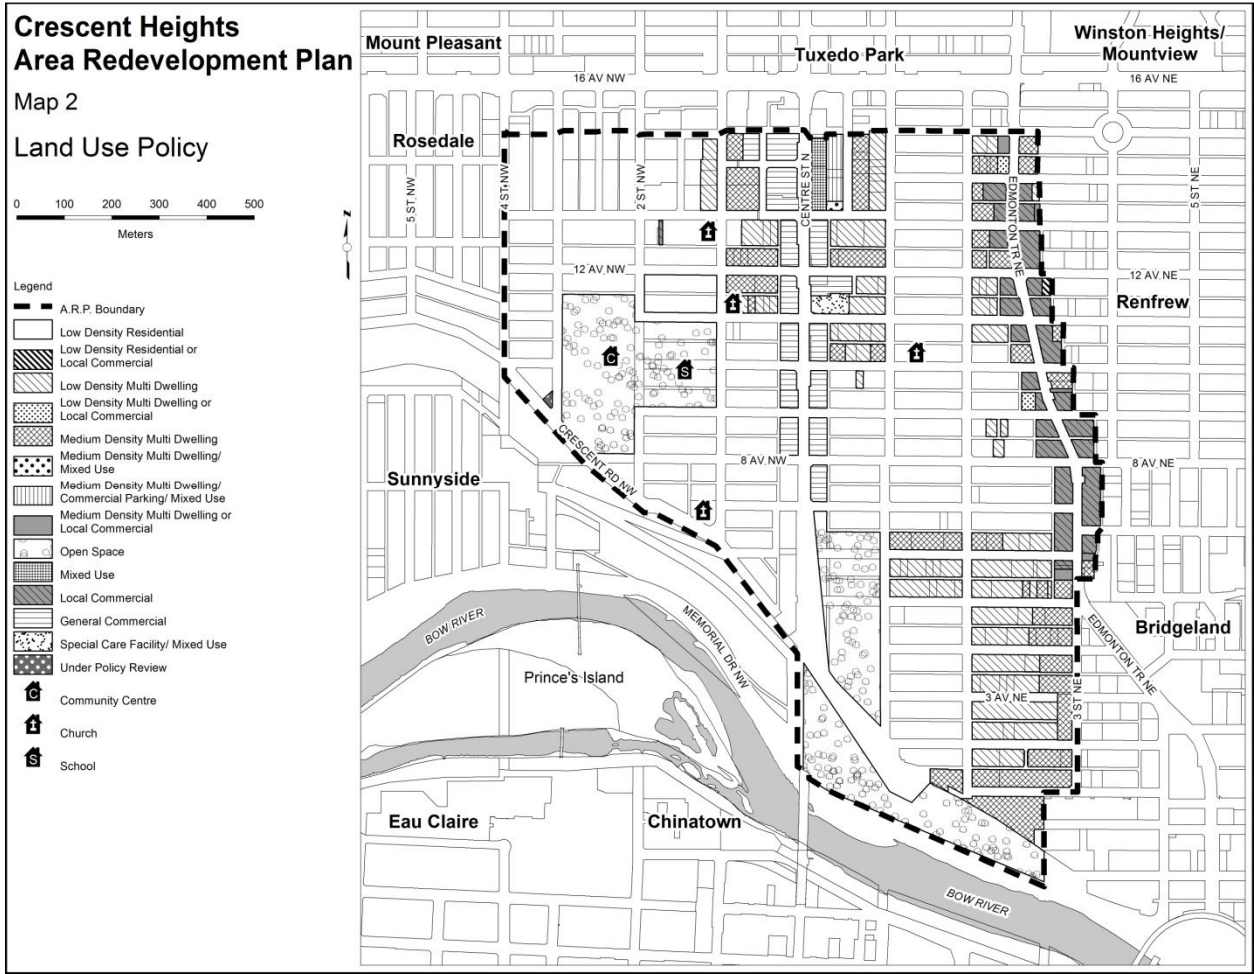 Crescent Heights
Area Redevelopment Plan
Map 2
Land Use Policy
0 100 200 300 400 500
Meters
N
Legend
A.R.P. Boundary
Low Density Residential
Low Density Residential or
Local Commercial
Low Density Multi Dwelling
Low Density Multi Dwelling or
Local Commercial
Medium Density Multi Dwelling
Medium Density Multi Dwelling/
Mixed Use
Medium Density Multi Dwelling/
Commercial Parking/ Mixed Use
Medium Density Multi Dwelling or
Local Commercial
Open Space
Mixed Use
Local Commercial
General Commercial
Special Care Facility/ Mixed Use
Under Policy Review
C
Community Centre
Church
S
School
Mount Pleasant
Tuxedo Park
Winston Heights/
Mountview
16 AV NW
16 AV NE
Rosedale
5 ST NW
4 ST NW
2 ST NW
CENTRE ST N
EDMONTON TR NE
5 ST NE
12 AV NW
12 AV NE
Renfrew
C
S
CRESCENT RD NW
8 AV NW
8 AV NE
Sunnyside
BOW RIVER
MEMORIAL DR NW
Prince's Island
3 AV NE
3 ST NE
EDMONTON TR NE
Bridgeland
Eau Claire
Chinatown
BOW RIVER